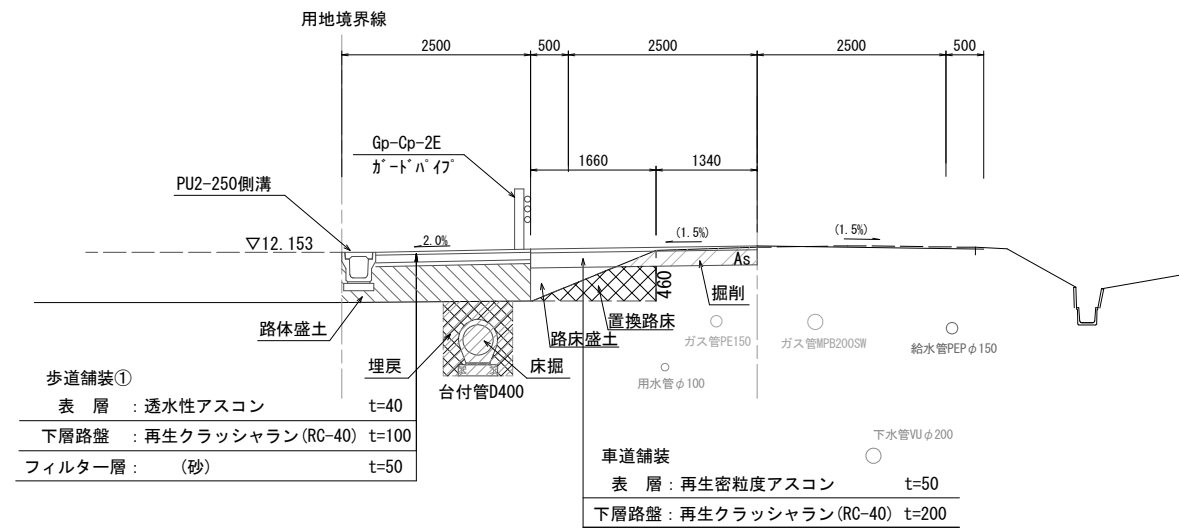 用地境界線
2500 500 2500 2500 500
Gp-Cp-2E
ｶﾞｰﾄﾞﾊﾟｲﾌﾟ
1660 1340
PU2-250側溝
▽12.153
2.0%
(1.5%)
(1.5%)
As
460
掘削
置換路床
路床盛土
路体盛土
ガス管PE150
ガス管MPB200SW
給水管PEPφ150
埋戻
床掘
用水管φ100
台付管D400
歩道舗装①
表 層 :透水性アスコン t=40
下層路盤 :再生クラッシャラン(RC-40) t=100
フィルター層: (砂) t=50
下水管VUφ200
車道舗装
表 層:再生密粒度アスコン t=50
下層路盤:再生クラッシャラン(RC-40) t=200